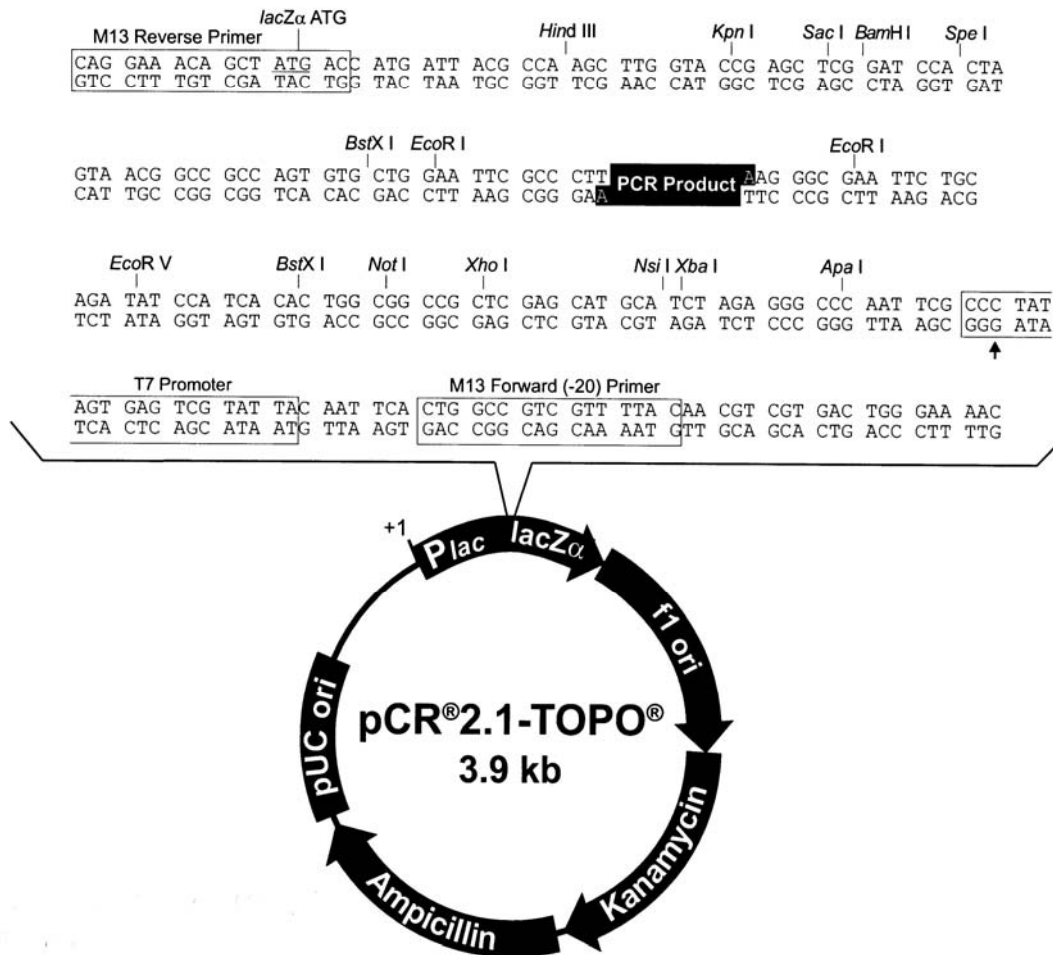 lacZα ATG
M13 Reverse Primer
Hind III Kpn I Sac I BamH I Spe I
CAG GAA ACA GCT ATG ACC ATG ATT ACG CCA AGC TTG GTA CCG AGC TCG GAT CCA CTA
GTC CTT TGT CGA TAC TGG TAC TAA TGC GGT TCG AAC CAT GGC TCG AGC CTA GGT GAT
BstX I EcoR I EcoR I
GTA ACG GCC GCC AGT GTG CTG GAA TTC GCC CTT PCR Product AAG GGC GAA TTC TGC
CAT TGC CGG CGG TCA CAC GAC CTT AAG CGG GAA TTC CCG CTT AAG ACG
EcoR V BstX I Not I Xho I Nsi I Xba I Apa I
AGA TAT CCA TCA CAC TGG CGG CCG CTC GAG CAT GCA TCT AGA GGG CCC AAT TCG CCC TAT
TCT ATA GGT AGT GTG ACC GCC GGC GAG CTC GTA CGT AGA TCT CCC GGG TTA AGC GGG ATA
T7 Promoter M13 Forward (-20) Primer
AGT GAG TCG TAT TAC AAT TCA CTG GCC GTC GTT TTA CAA CGT CGT GAC TGG GAA AAC
TCA CTC AGC ATA ATG TTA AGT GAC CGG CAG CAA AAT GTT GCA GCA CTG ACC CTT TTG
+1
Plac
lacZα
f1 ori
pUC ori
pCR®2.1-TOPO®
3.9 kb
Kanamycin
Ampicillin